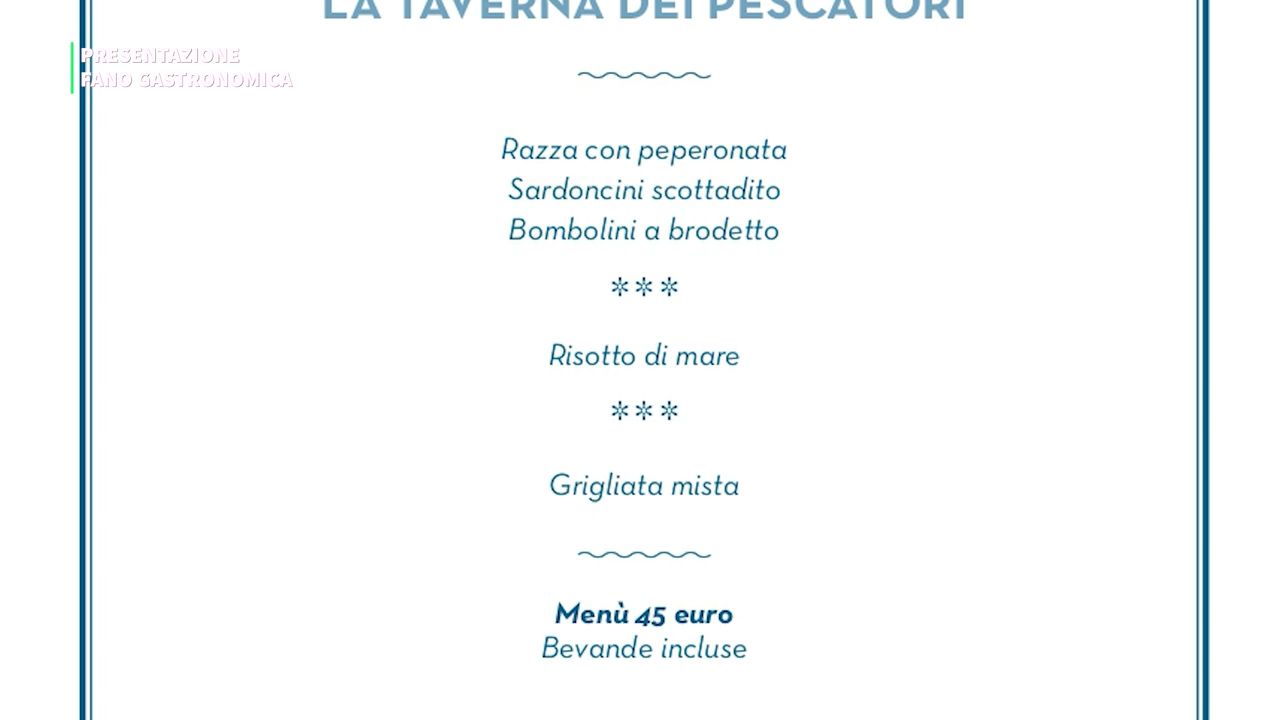 LA TAVERNA DEI PESCATORI
PRESENTAZIONE
FANO GASTRONOMICA
Razza con peperonata
Sardoncini scottadito
Bombolini a brodetto
***
Risotto di mare
***
Grigliata mista
Menù 45 euro
Bevande incluse